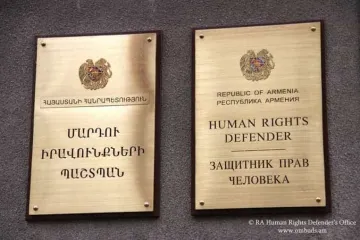 ՀԱՅԱՍՏԱՆԻ ՀԱՆՐԱՊԵՏՈՒԹՅՈՒՆ
ՄԱՐԴՈՒ
ԻՐԱՎՈՒՆՔՆԵՐԻ
ՊԱՇՏՊԱՆ
REPUBLIC OF ARMENIA
РЕСПУБЛИКА АРМЕНИЯ
HUMAN RIGHTS
DEFENDER
ЗАЩИТНИК ПРАВ
ЧЕЛОВЕКА
© RA Human Rights Defender's Office
www.ombuds.am